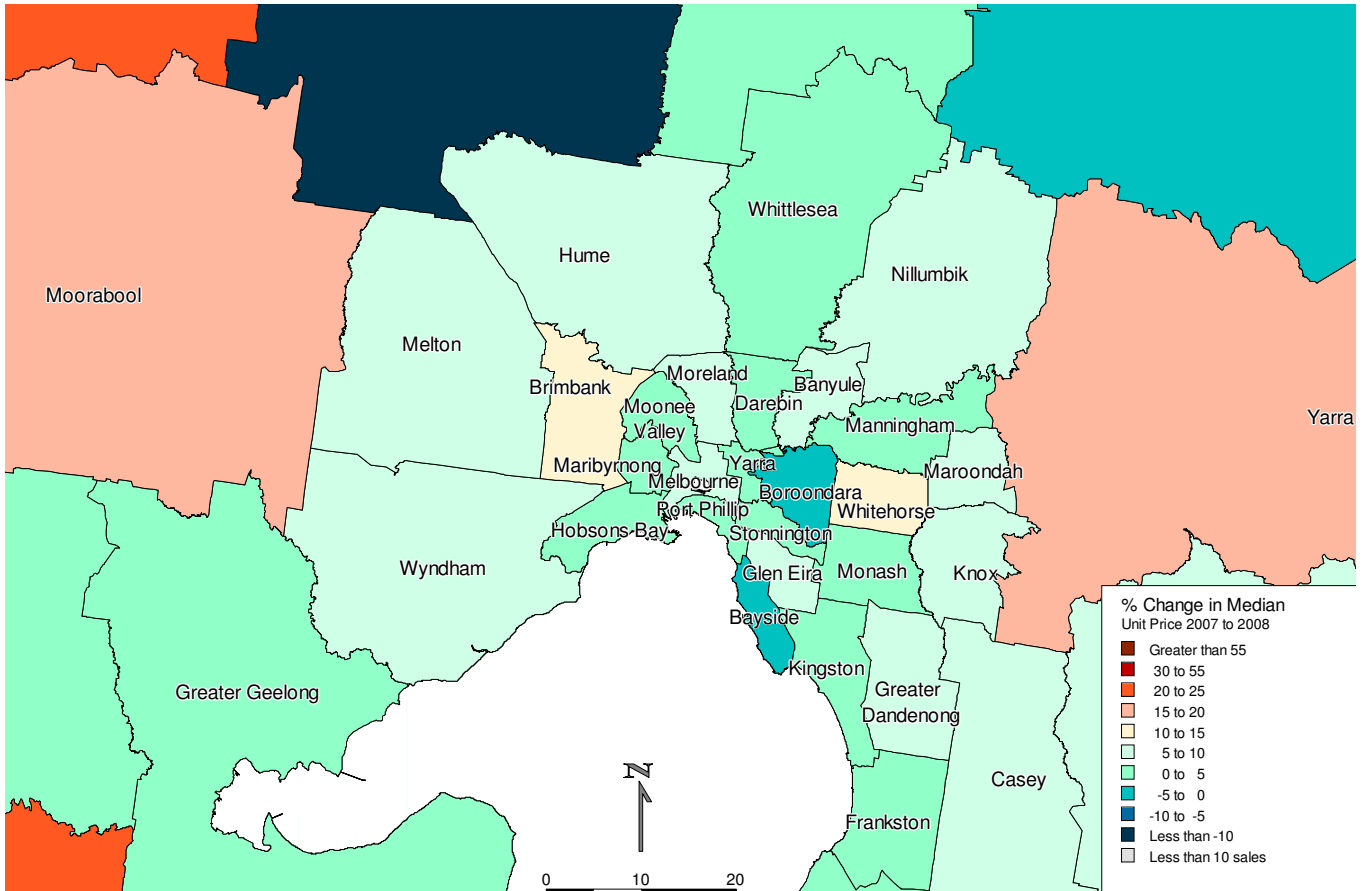 Whittlesea
Hume
Nillumbik
Moorabool
Melton
Moreland
Brimbank
Banyule
Moonee
Valley
Darebin
Yarra
Manningham
Maribyrnong
Yarra
Maroondah
Melbourne
Boroondara
Whitehorse
Port Phillip
Hobsons Bay
Stonnington
Wyndham
Glen Eira
Monash
Knox
Bayside
Kingston
Greater Geelong
Greater
Dandenong
Casey
Frankston
N
0 10 20
% Change in Median
Unit Price 2007 to 2008
Greater than 55
30 to 55
20 to 25
15 to 20
10 to 15
5 to 10
0 to 5
-5 to 0
-10 to -5
Less than -10
Less than 10 sales